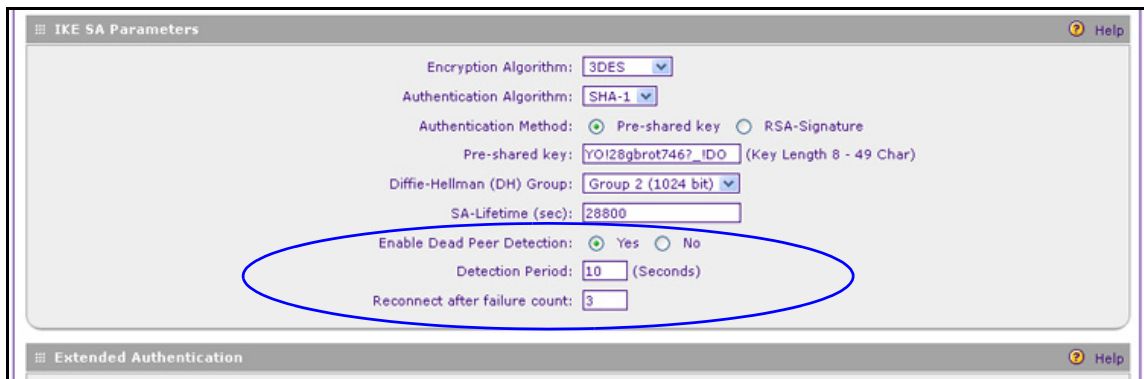 IKE SA Parameters
Help
Encryption Algorithm: 3DES
Authentication Algorithm: SHA-1
Authentication Method: Pre-shared key RSA-Signature
Pre-shared key: YO!28gbrot746?_!DO (Key Length 8 - 49 Char)
Diffie-Hellman (DH) Group: Group 2 (1024 bit)
SA-Lifetime (sec): 28800
Enable Dead Peer Detection: Yes No
Detection Period: 10 (Seconds)
Reconnect after failure count: 3
Extended Authentication
Help